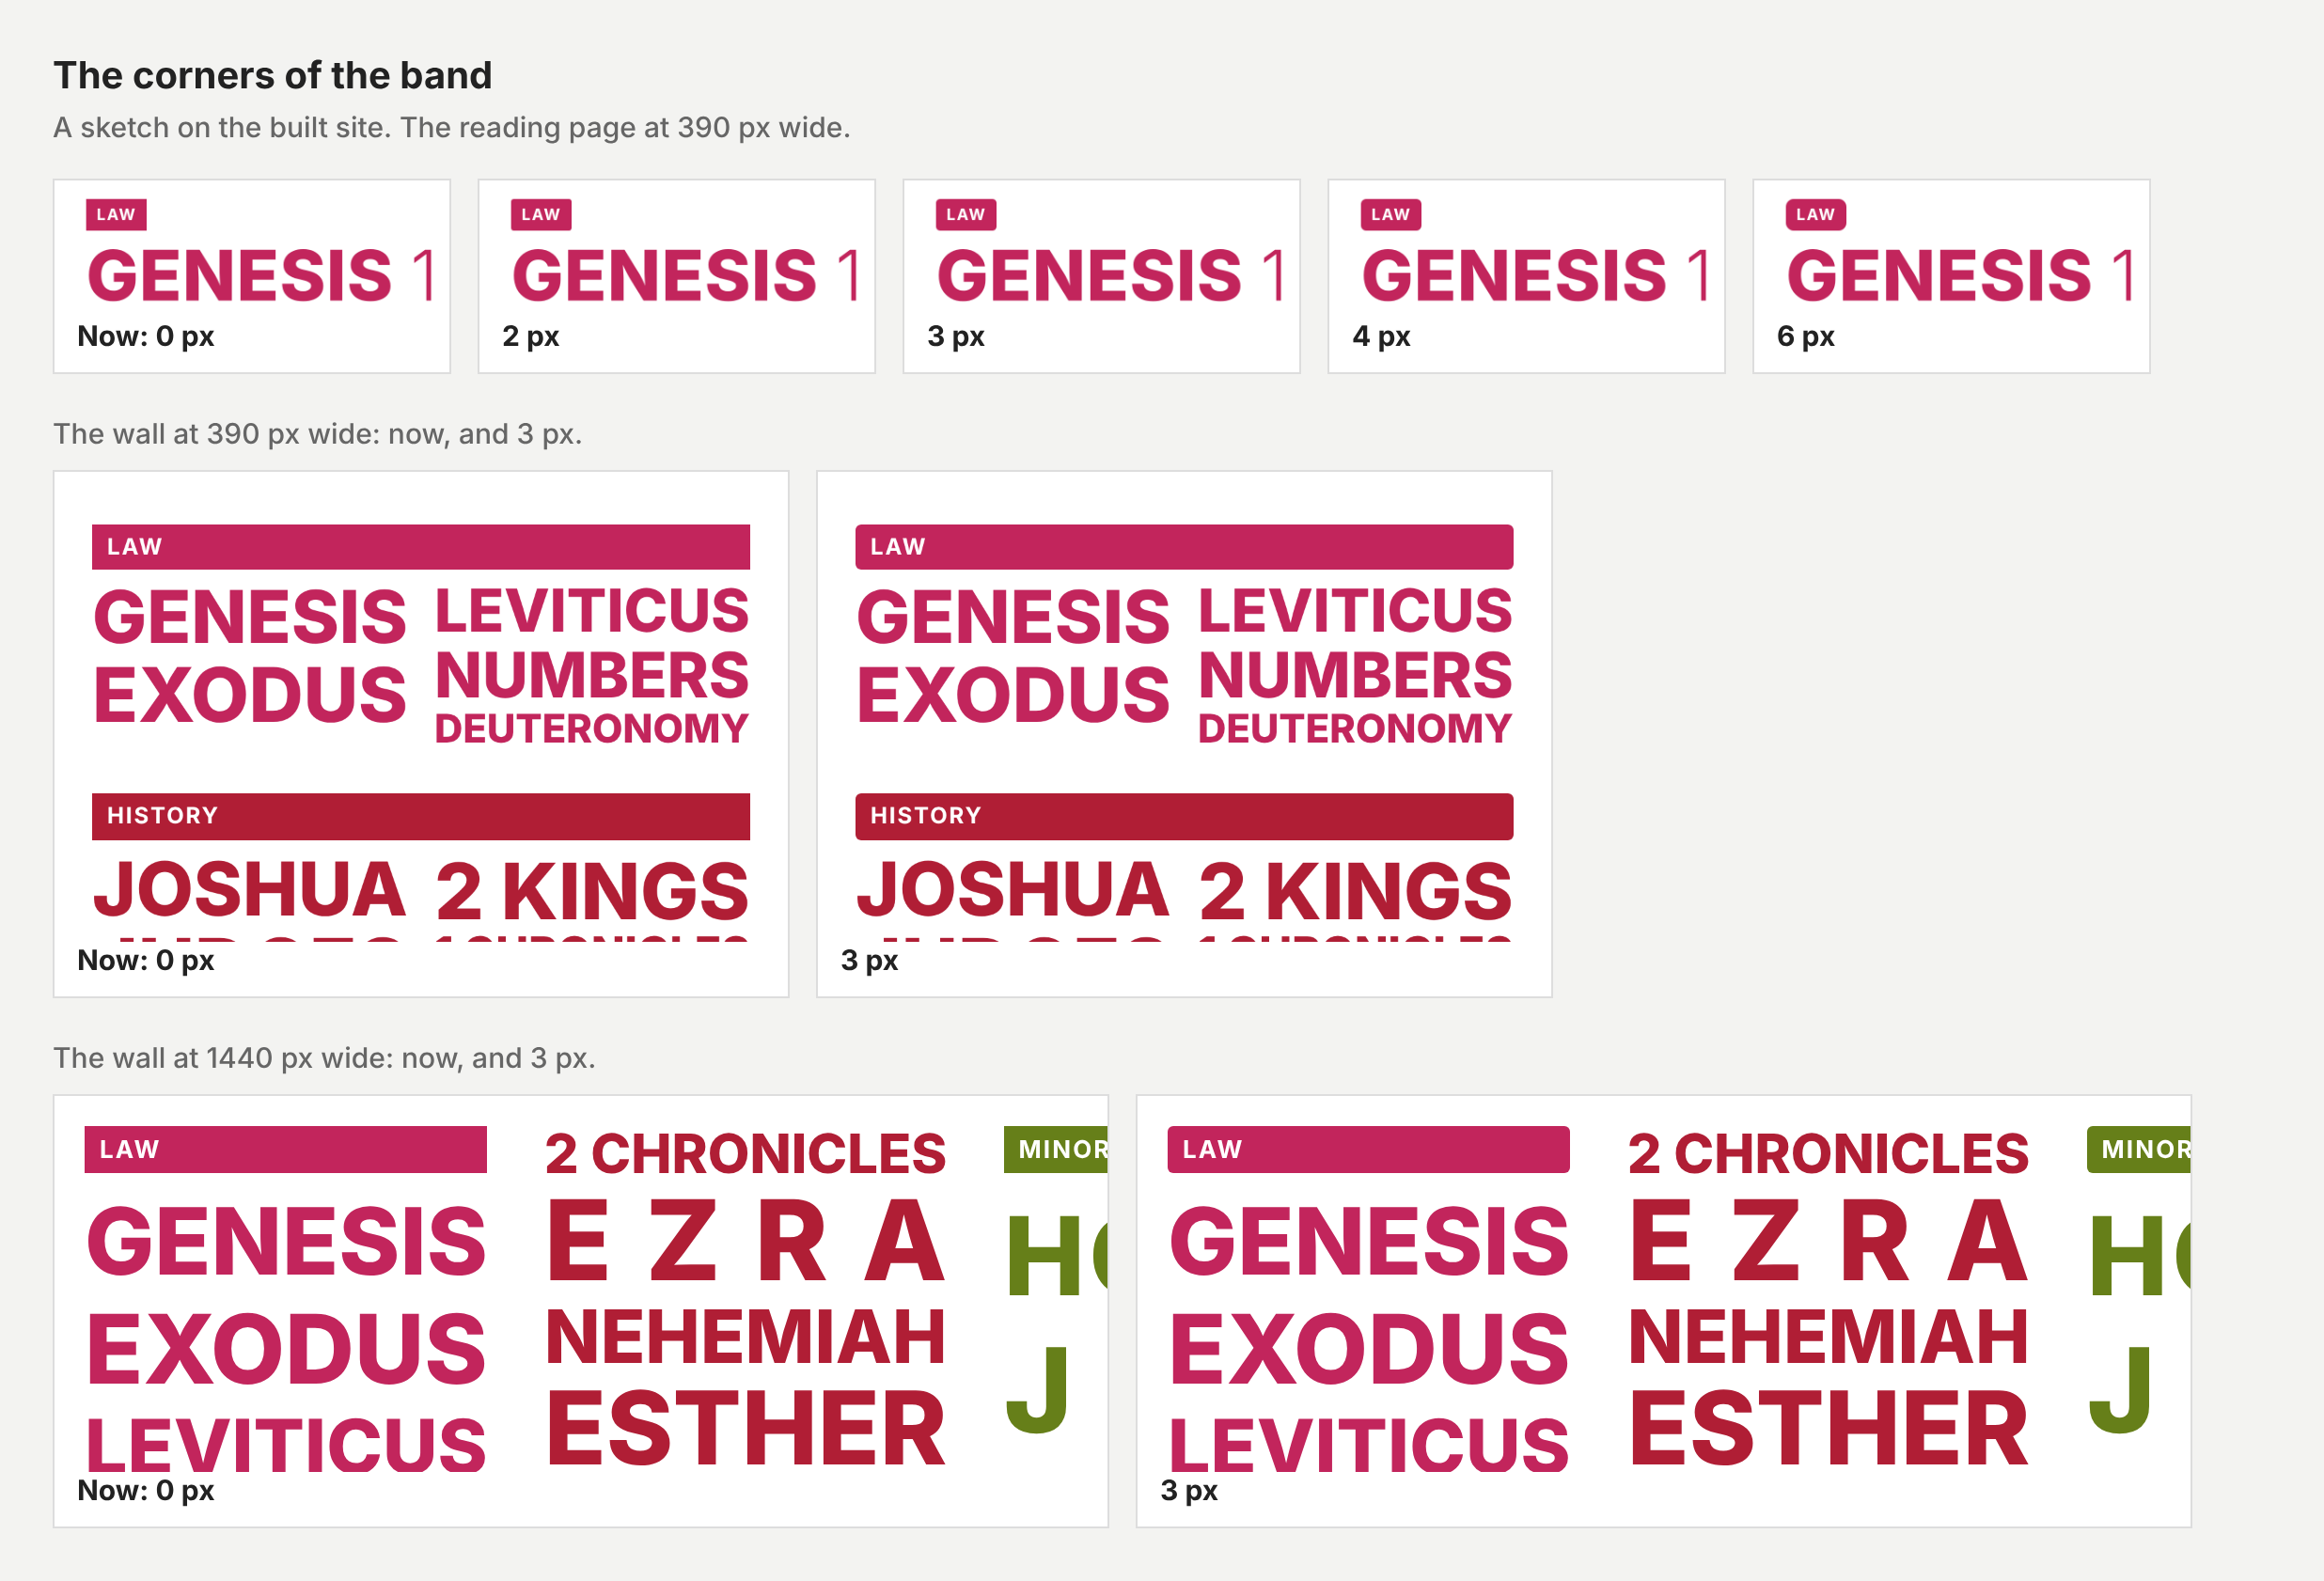 The corners of the band
A sketch on the built site. The reading page at 390 px wide.
LAW
GENESIS 1
Now: 0 px
LAW
GENESIS 1
2 px
LAW
GENESIS 1
3 px
LAW
GENESIS 1
4 px
LAW
GENESIS 1
6 px
The wall at 390 px wide: now, and 3 px.
LAW
GENESIS
EXODUS
LEVITICUS
NUMBERS
DEUTERONOMY
HISTORY
JOSHUA
2 KINGS
Now: 0 px
LAW
GENESIS
EXODUS
LEVITICUS
NUMBERS
DEUTERONOMY
HISTORY
JOSHUA
2 KINGS
3 px
The wall at 1440 px wide: now, and 3 px.
LAW
GENESIS
EXODUS
LEVITICUS
2 CHRONICLES
EZRA
NEHEMIAH
ESTHER
MINOR
J
Now: 0 px
LAW
GENESIS
EXODUS
LEVITICUS
2 CHRONICLES
EZRA
NEHEMIAH
ESTHER
MINOR
J
3 px